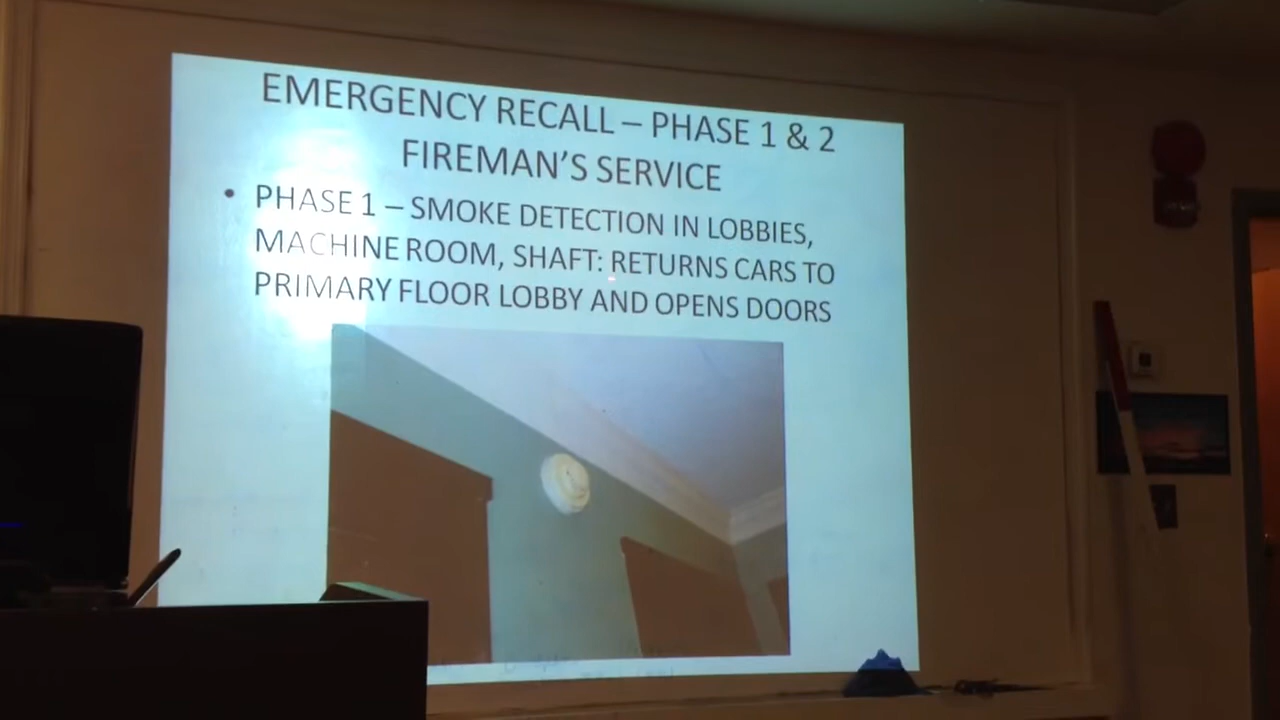 EMERGENCY RECALL – PHASE 1 & 2
FIREMAN'S SERVICE
• PHASE 1 – SMOKE DETECTION IN LOBBIES,
MACHINE ROOM, SHAFT: RETURNS CARS TO
PRIMARY FLOOR LOBBY AND OPENS DOORS